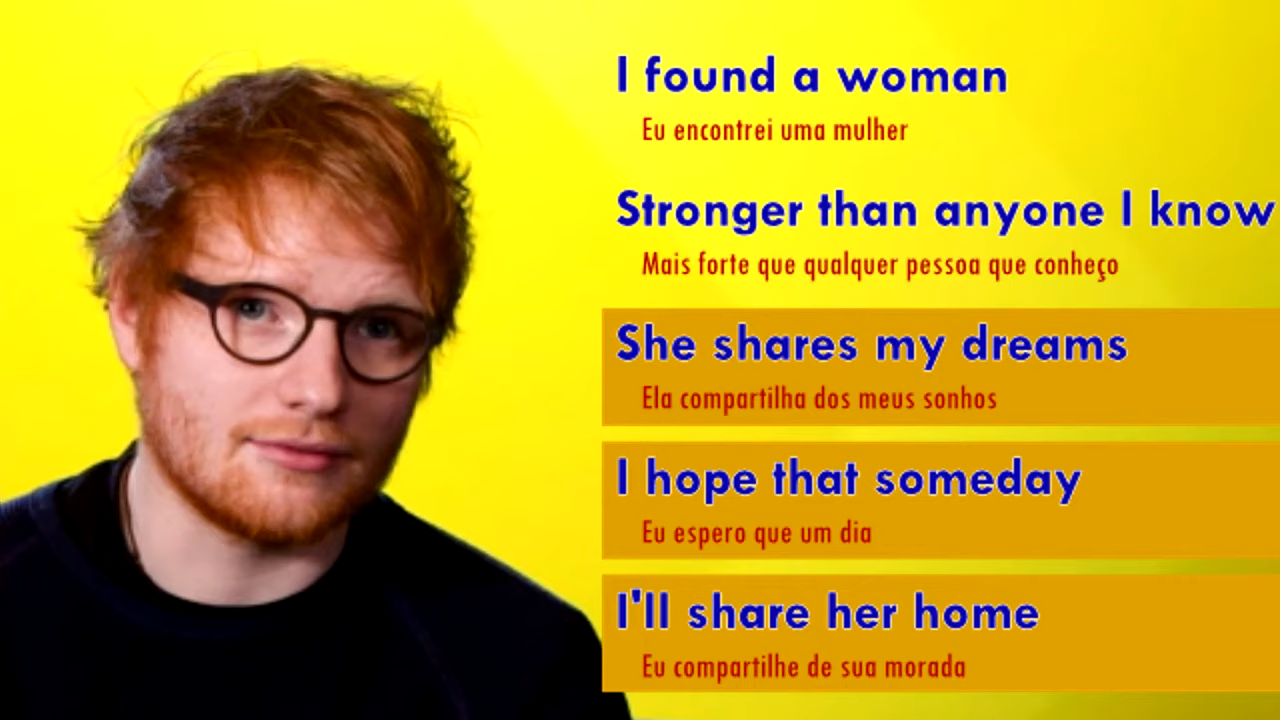 I found a woman
Eu encontrei uma mulher
Stronger than anyone I know
Mais forte que qualquer pessoa que conheço
She shares my dreams
Ela compartilha dos meus sonhos
I hope that someday
Eu espero que um dia
I'll share her home
Eu compartilhe de sua morada